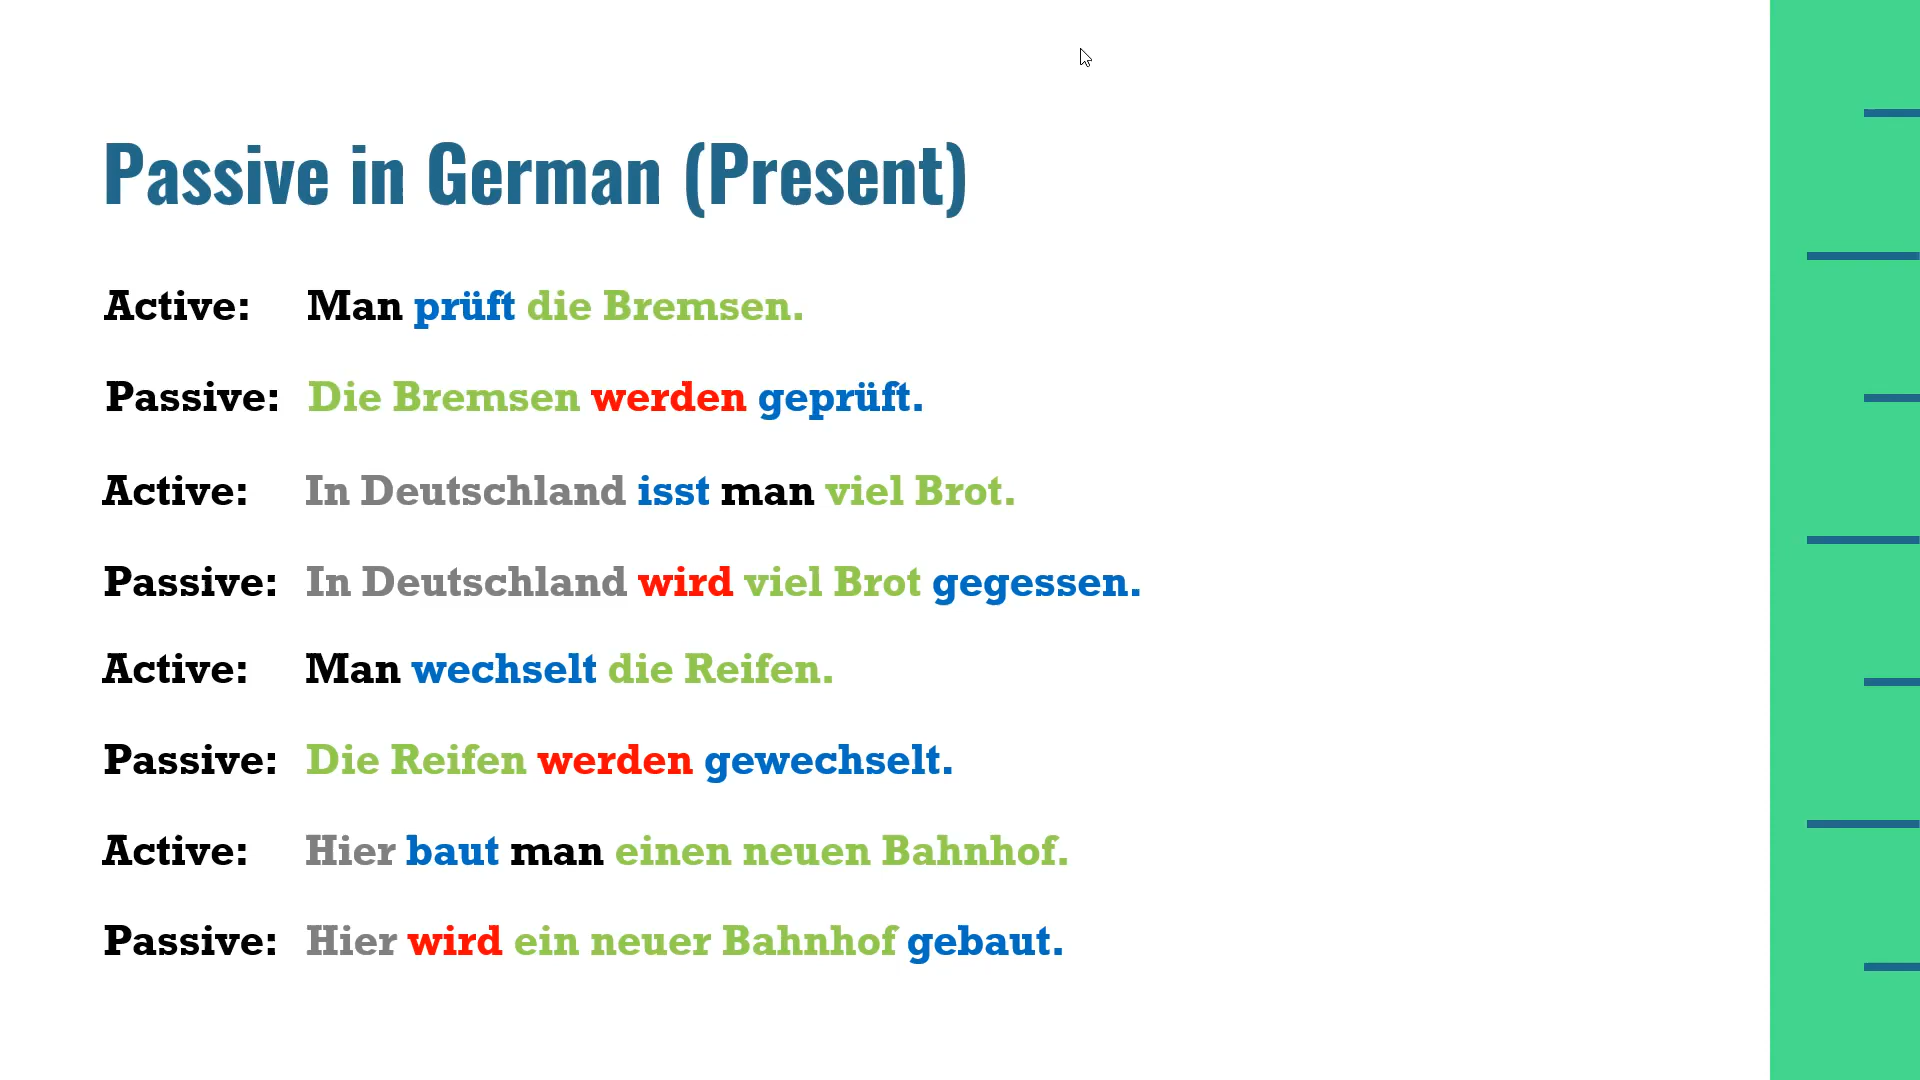 Passive in German (Present)
Active: Man prüft die Bremsen.
Passive: Die Bremsen werden geprüft.
Active: In Deutschland isst man viel Brot.
Passive: In Deutschland wird viel Brot gegessen.
Active: Man wechselt die Reifen.
Passive: Die Reifen werden gewechselt.
Active: Hier baut man einen neuen Bahnhof.
Passive: Hier wird ein neuer Bahnhof gebaut.